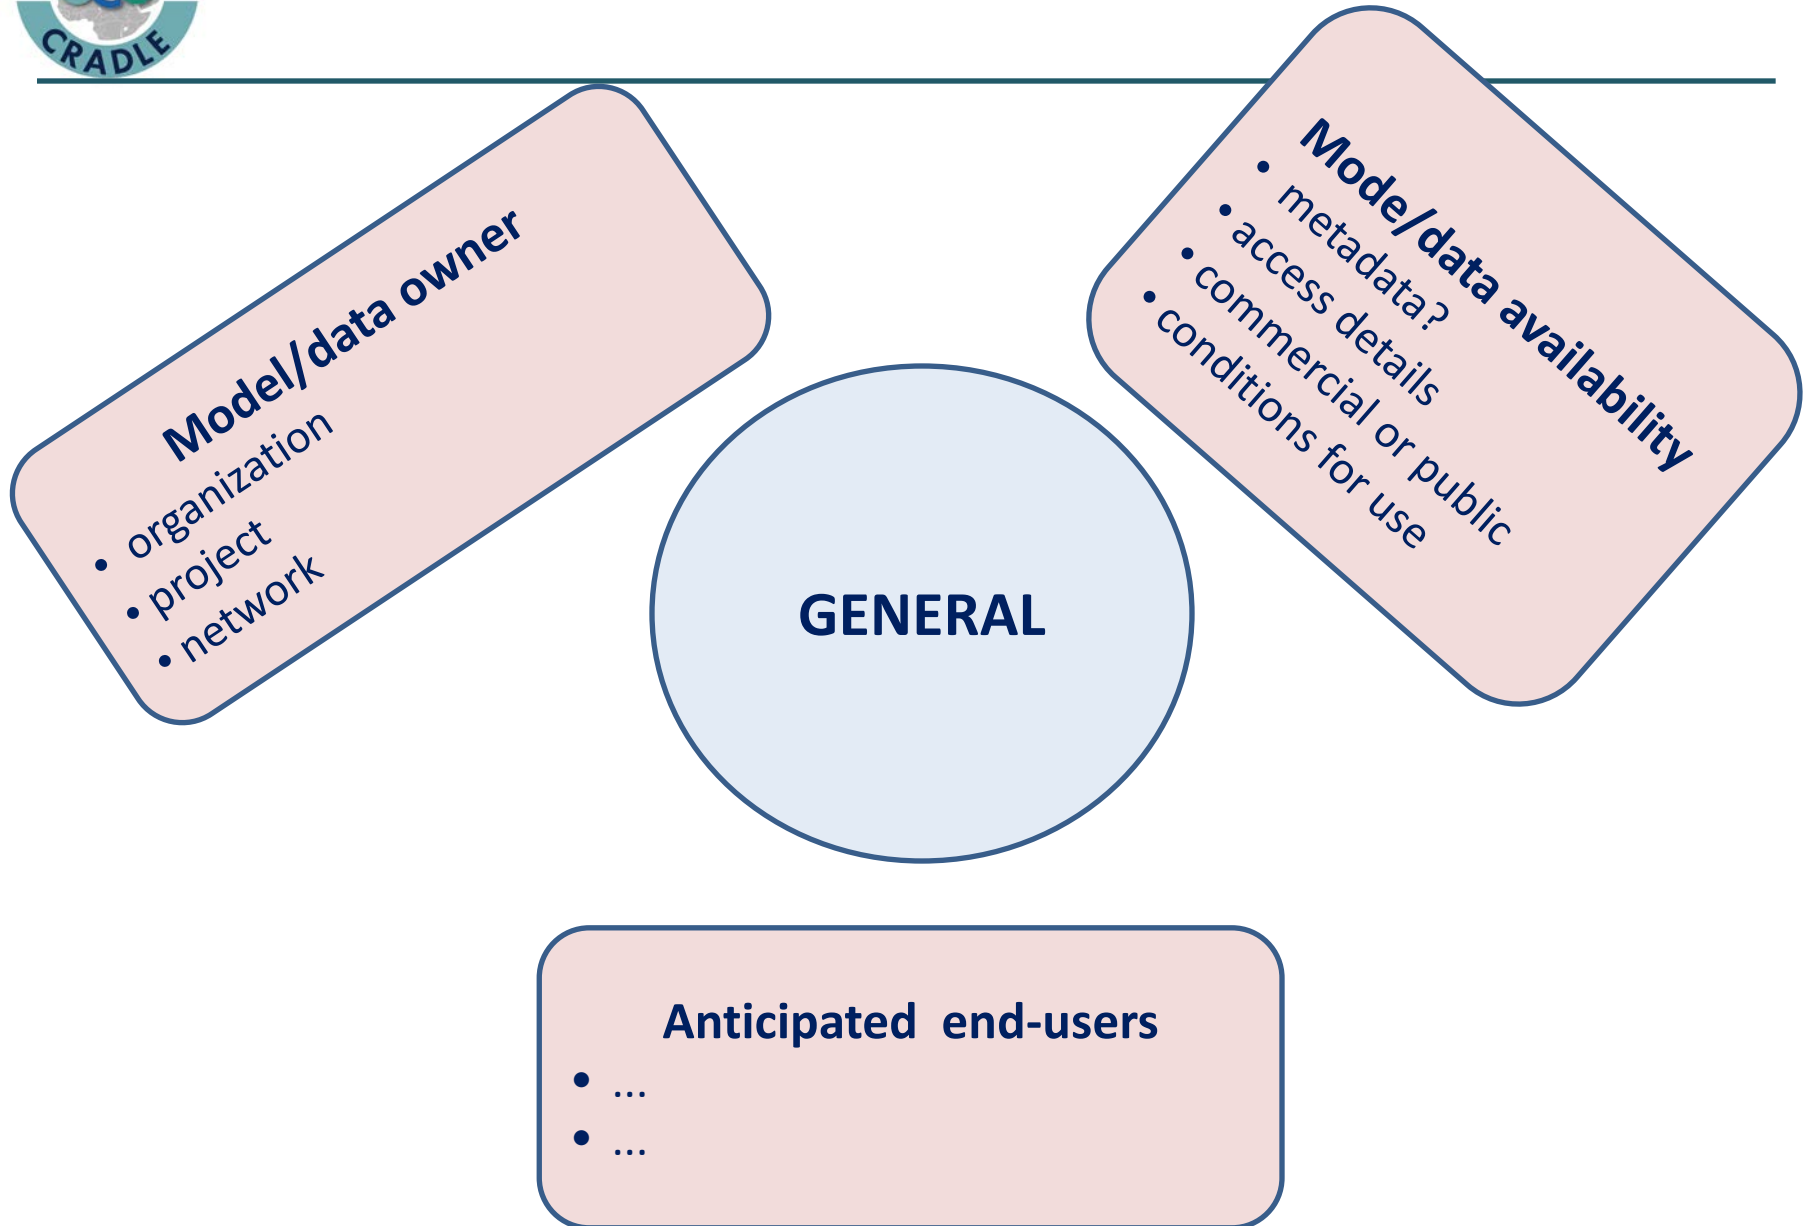 CRADLE
Model/data owner
• organization
• project
• network
Mode/data availability
• metadata?
• access details
• commercial or public
• conditions for use
GENERAL
Anticipated end-users
• ...
• ...